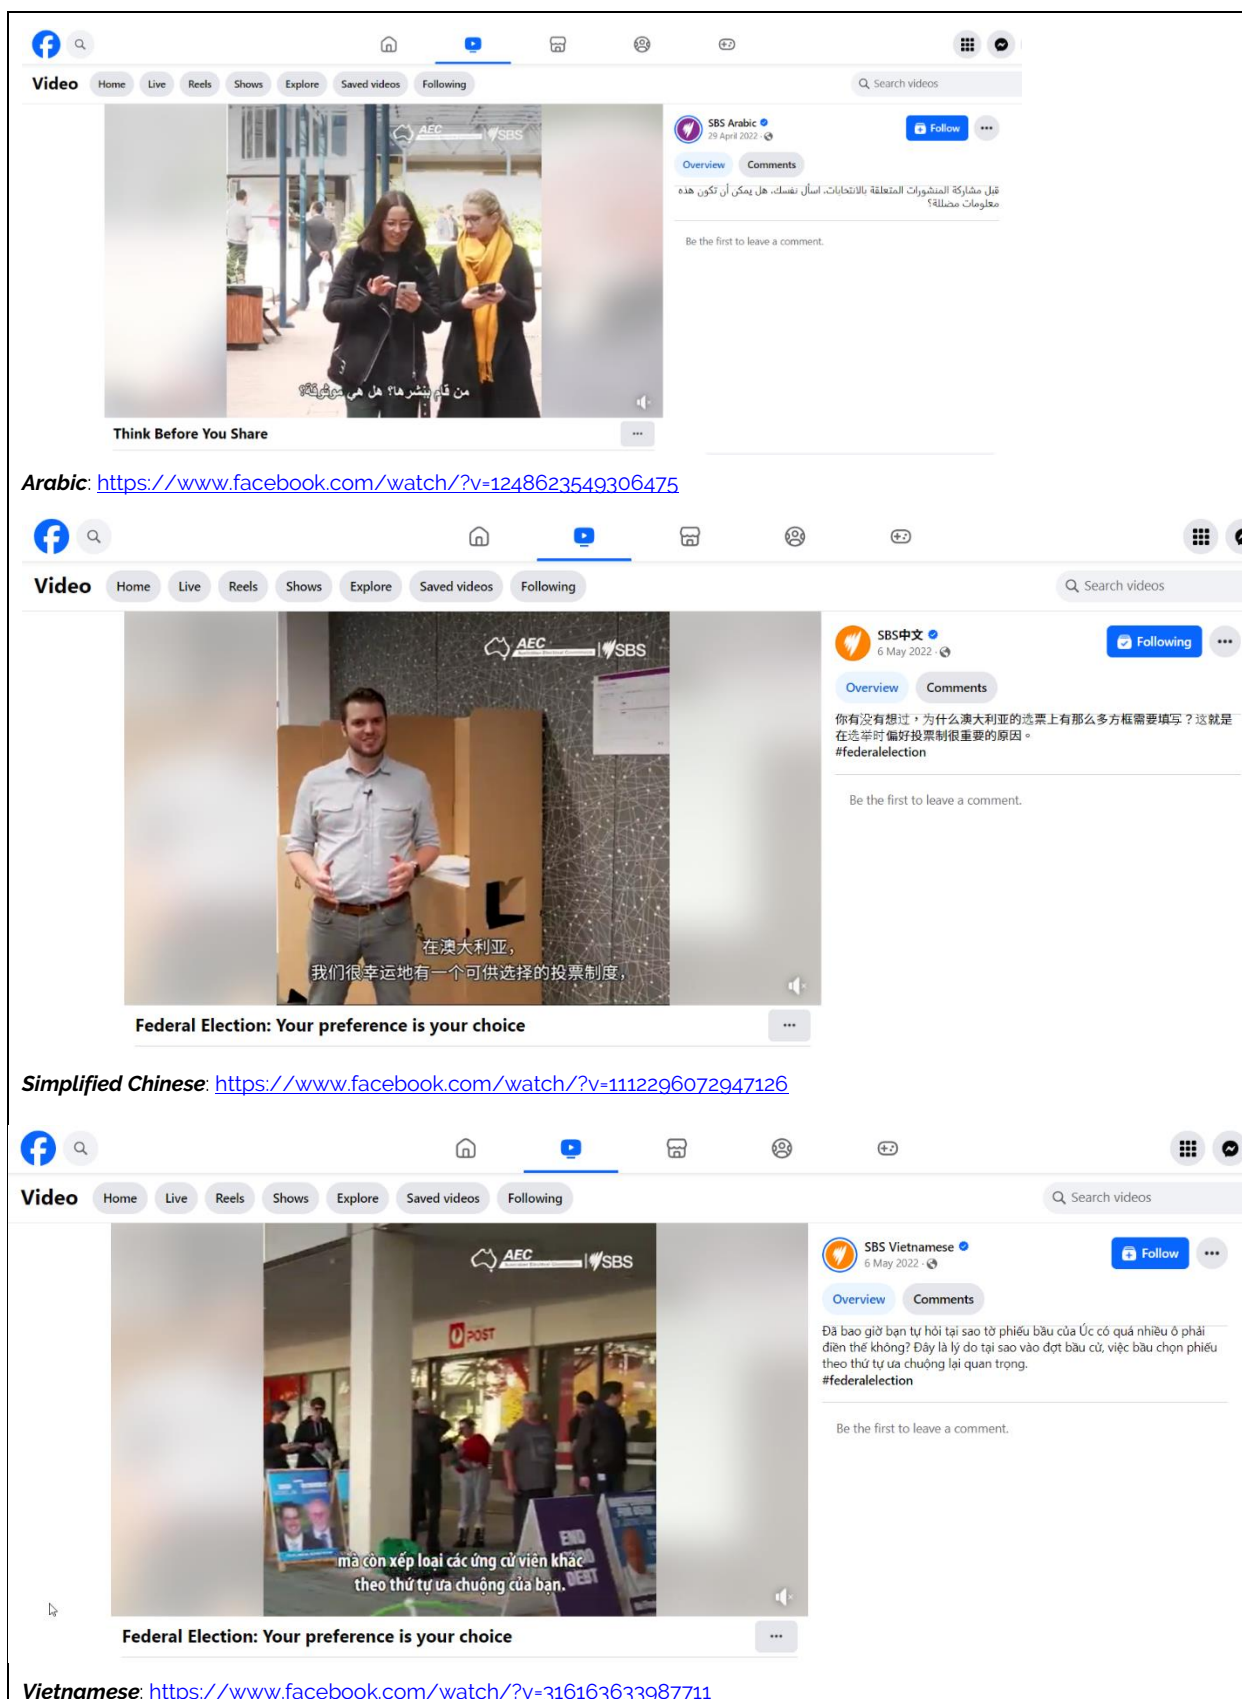 Video
Home
Live
Reels
Shows
Explore
Saved videos
Following
Search videos
AEC
SBS
من قام بنشرها؟ هل هي موثوقة؟
Think Before You Share
SBS Arabic
29 April 2022
Follow
Overview
Comments
قبل مشاركة المنشورات المتعلقة بالانتخابات، اسأل نفسك، هل يمكن أن تكون هذه
معلومات مضللة؟
Be the first to leave a comment.
Arabic: https://www.facebook.com/watch/?v=1248623549306475
Video
Home
Live
Reels
Shows
Explore
Saved videos
Following
Search videos
AEC
Australian Electoral Commission
SBS
在澳大利亚,
我们很幸运地有一个可供选择的投票制度,
Federal Election: Your preference is your choice
SBS中文
6 May 2022
Following
Overview
Comments
你有没有想过，为什么澳大利亚的选票上有那么多方框需要填写？这就是
在选举时偏好投票制很重要的原因。
#federalelection
Be the first to leave a comment.
Simplified Chinese: https://www.facebook.com/watch/?v=1112296072947126
Video
Home
Live
Reels
Shows
Explore
Saved videos
Following
Search videos
AEC
Australian Electoral Commission
SBS
POST
END
DEBT
mà còn xếp loại các ứng cử viên khác
theo thứ tự ưa chuộng của bạn.
Federal Election: Your preference is your choice
SBS Vietnamese
6 May 2022
Follow
Overview
Comments
Đã bao giờ bạn tự hỏi tại sao tờ phiếu bầu của Úc có quá nhiều ô phải
điền thế không? Đây là lý do tại sao vào đợt bầu cử, việc bầu chọn phiếu
theo thứ tự ưa chuộng lại quan trọng.
#federalelection
Be the first to leave a comment.
Vietnamese: https://www.facebook.com/watch/?v=316163633987711